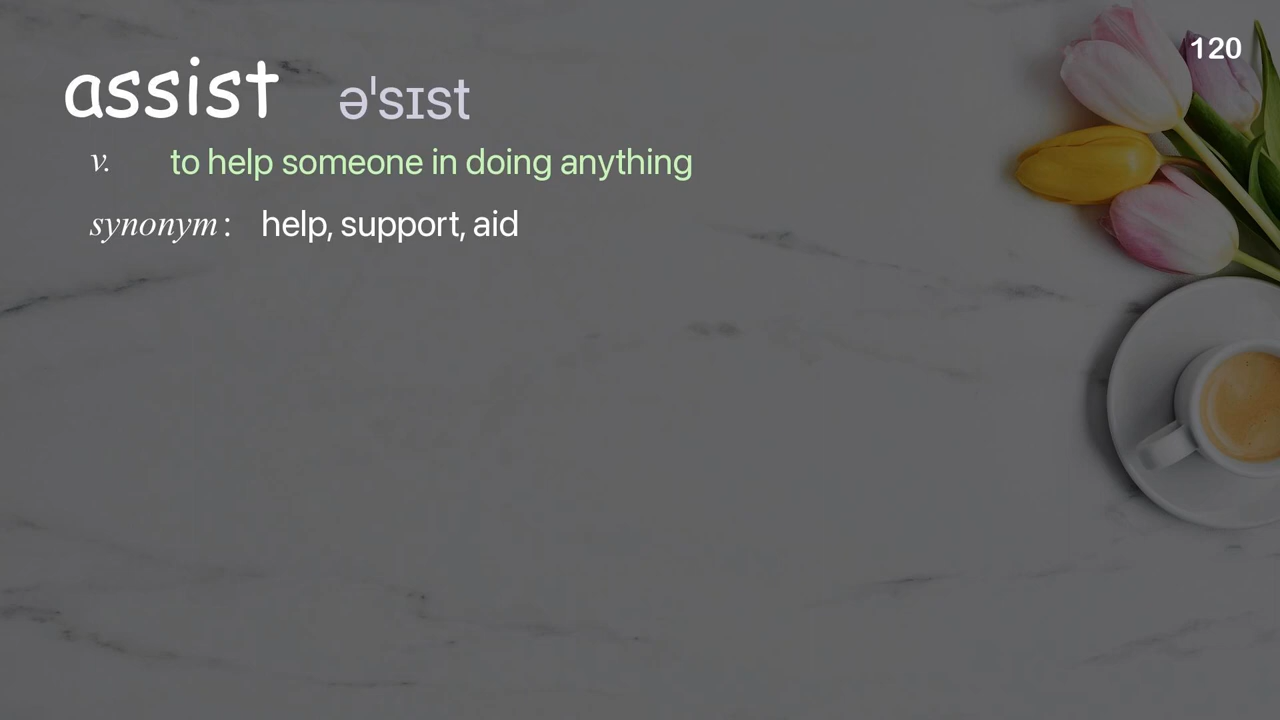 120
assist əˈsɪst
v. to help someone in doing anything
synonym: help, support, aid